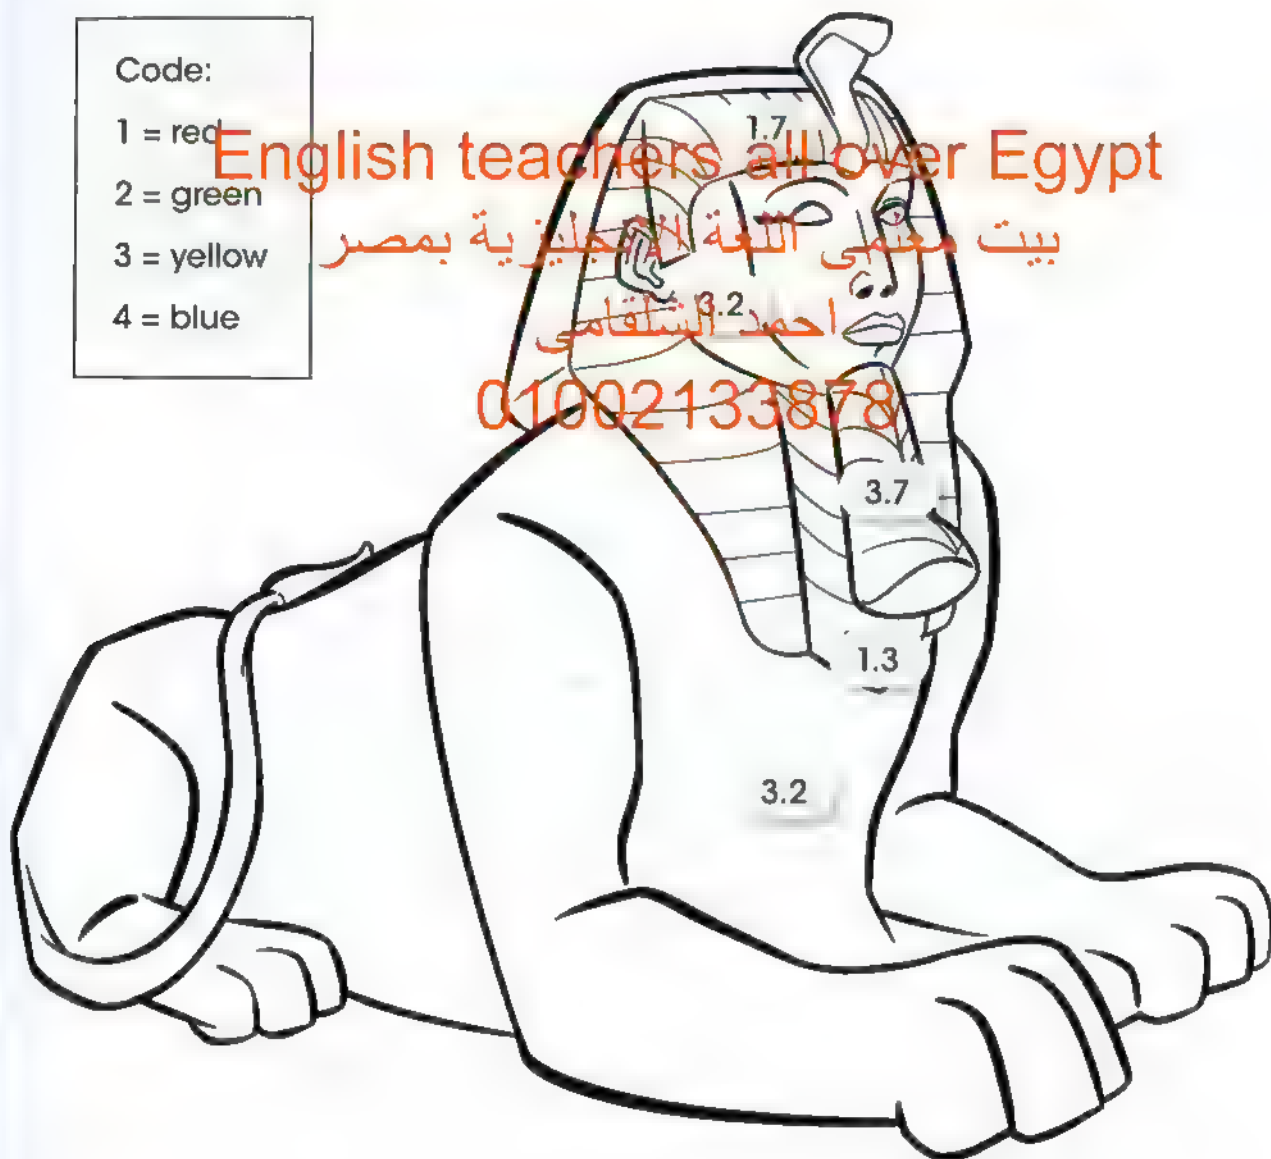 Code:
1 = red
2 = green
3 = yellow
4 = blue
English teachers all over Egypt
بيت معلمى اللغة الانجليزية بمصر
احمد الشلقامى
01002133878
1.7
3.2
3.7
1.3
3.2